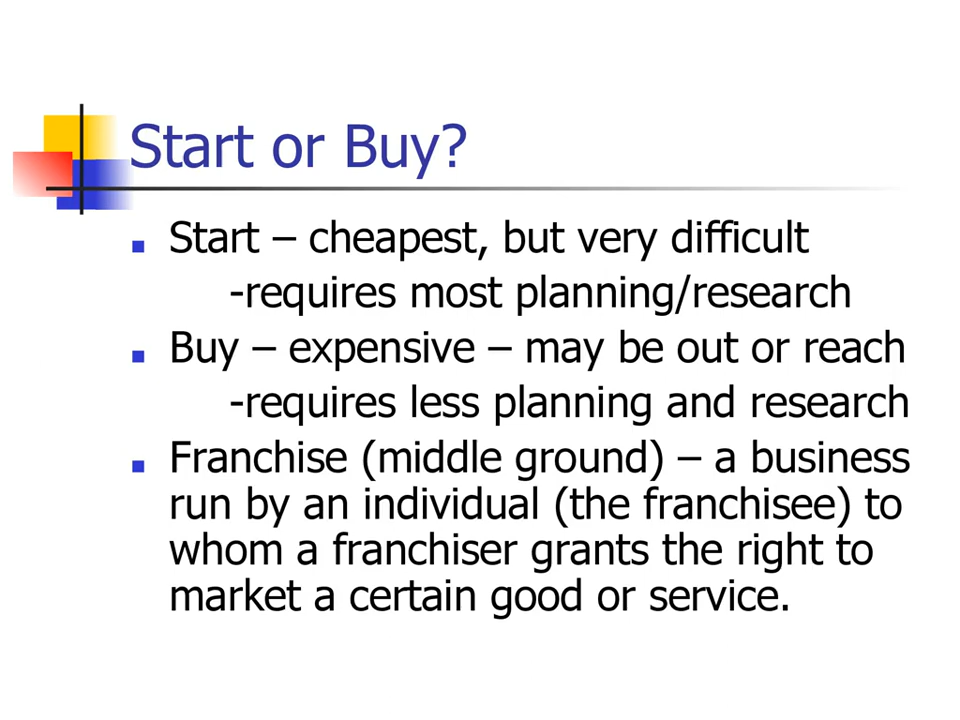 Start or Buy?
■ Start – cheapest, but very difficult
-requires most planning/research
■ Buy – expensive – may be out or reach
-requires less planning and research
■ Franchise (middle ground) – a business
run by an individual (the franchisee) to
whom a franchiser grants the right to
market a certain good or service.